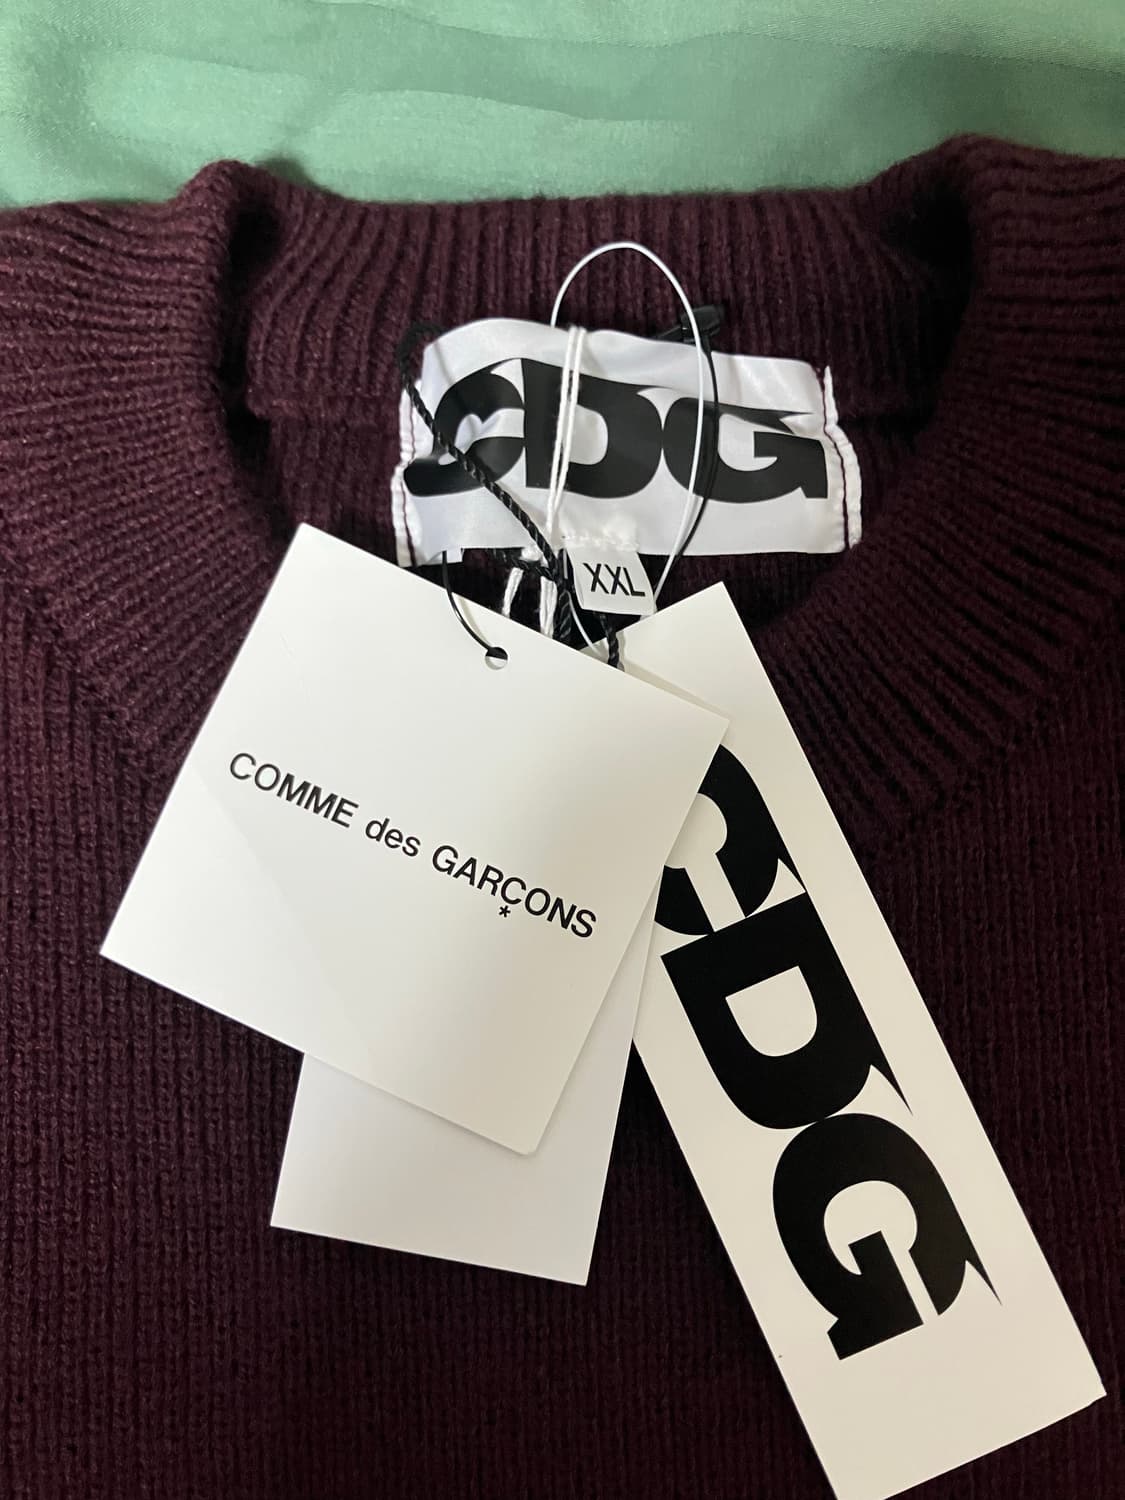 CDG
XXL
COMME des GARÇONS
*
CDG